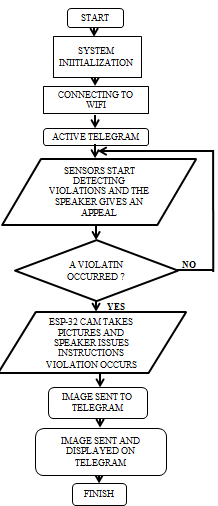 START
SYSTEM
INIITIALIZATION
CONNECTING TO
WIFI
ACTIVE TELEGRAM
SENSORS START
DETECTING
VIOLATIONS AND THE
SPEAKER GIVES AN
APPEAL
A VIOLATIN
OCCURRED ?
NO
YES
ESP-32 CAM TAKES
PICTURES AND
SPEAKER ISSUES
INSTRUCTIONS
VIOLATION OCCURS
IMAGE SENT TO
TELEGRAM
IMAGE SENT AND
DISPLAYED ON
TELEGRAM
FINISH